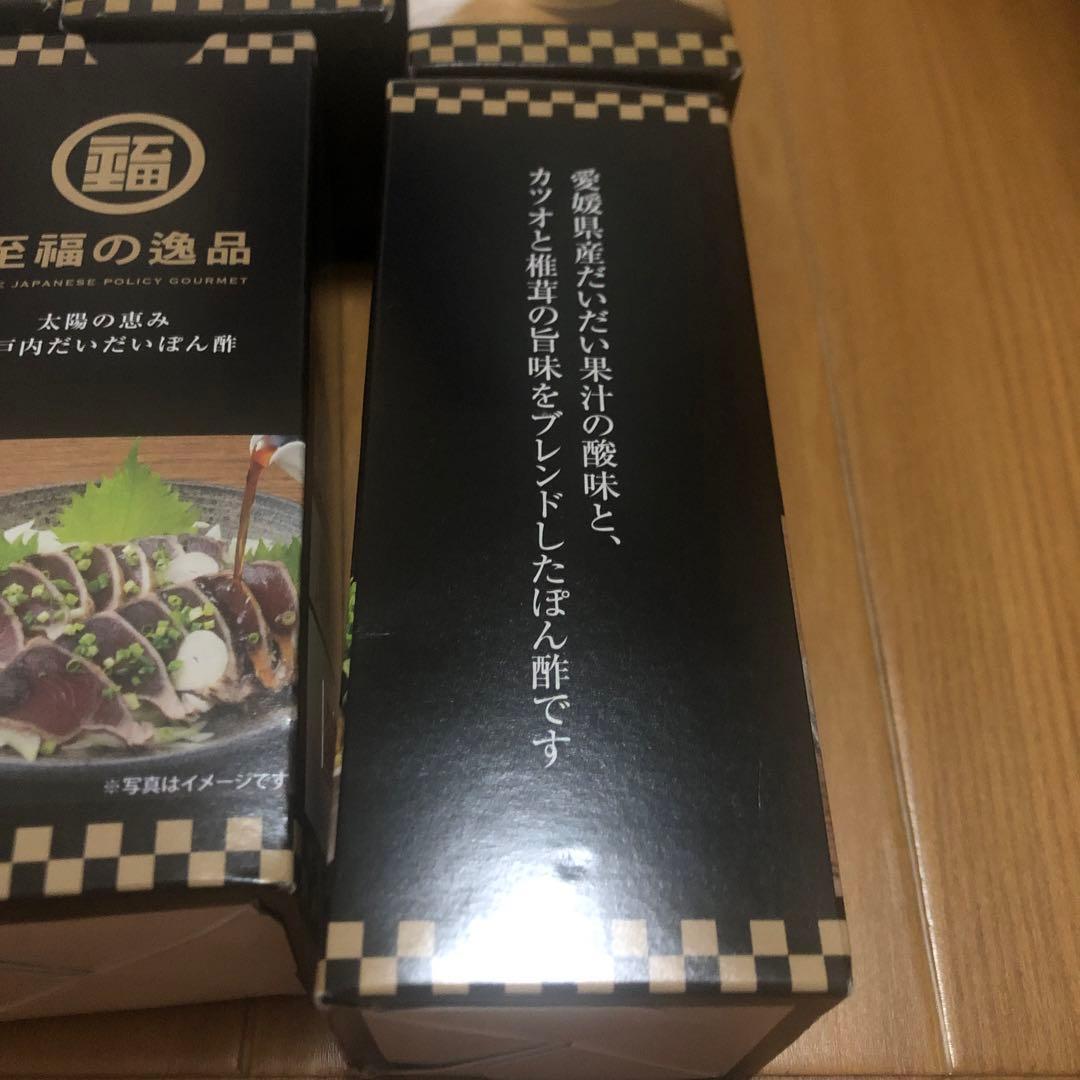 至福
至福の逸品
JAPANESE POLICY GOURMET
太陽の恵み
戸内だいだいぽん酢
※写真はイメージです
愛媛県産だいだい果汁の酸味と、
カツオと椎茸の旨味をブレンドしたぽん酢です